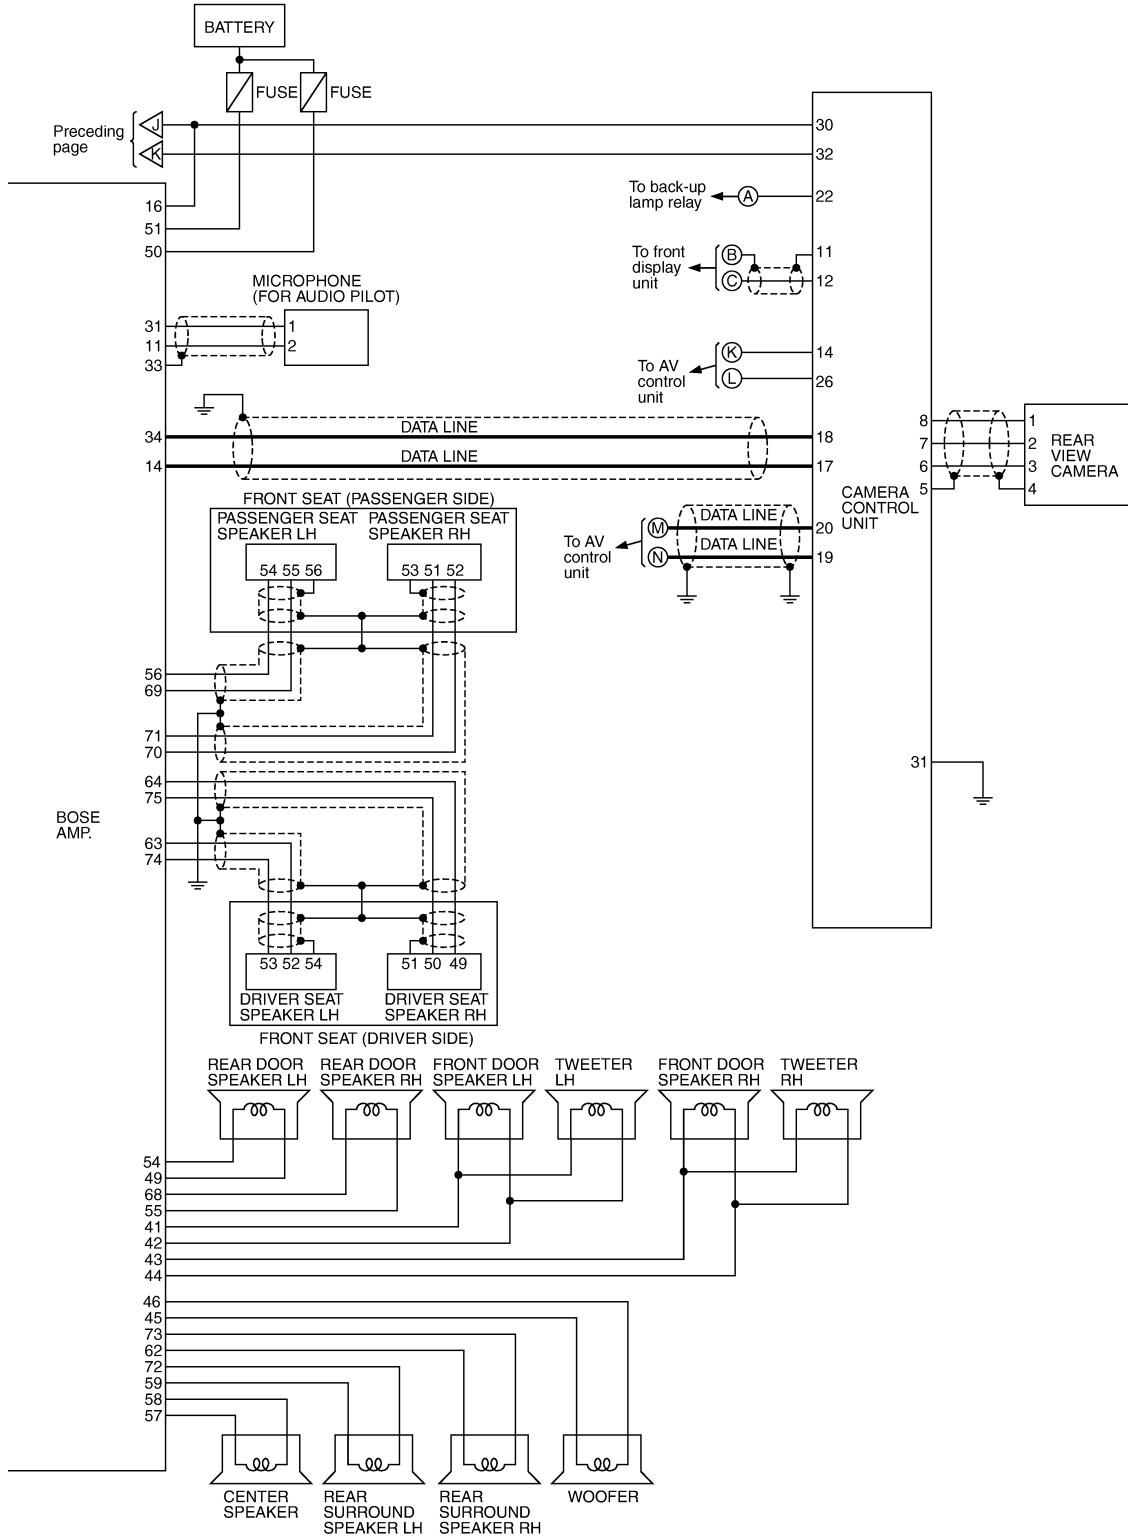 BATTERY
FUSE FUSE
Preceding
page
J
K
30
32
16
51
50
To back-up
lamp relay
A
22
To front
display
unit
B
C
11
12
MICROPHONE
(FOR AUDIO PILOT)
31
11
33
1
2
To AV
control
unit
K
L
14
26
34
14
DATA LINE
DATA LINE
18
17
8
7
6
5
1
2
3
4
REAR
VIEW
CAMERA
CAMERA
CONTROL
UNIT
To AV
control
unit
M
N
DATA LINE
DATA LINE
20
19
31
FRONT SEAT (PASSENGER SIDE)
PASSENGER SEAT
SPEAKER LH
PASSENGER SEAT
SPEAKER RH
54 55 56
53 51 52
56
69
71
70
64
75
63
74
BOSE
AMP.
53 52 54
51 50 49
DRIVER SEAT
SPEAKER LH
DRIVER SEAT
SPEAKER RH
FRONT SEAT (DRIVER SIDE)
REAR DOOR
SPEAKER LH
REAR DOOR
SPEAKER RH
FRONT DOOR
SPEAKER LH
TWEETER
LH
FRONT DOOR
SPEAKER RH
TWEETER
RH
54
49
68
55
41
42
43
44
46
45
73
62
72
59
58
57
CENTER
SPEAKER
REAR
SURROUND
SPEAKER LH
REAR
SURROUND
SPEAKER RH
WOOFER